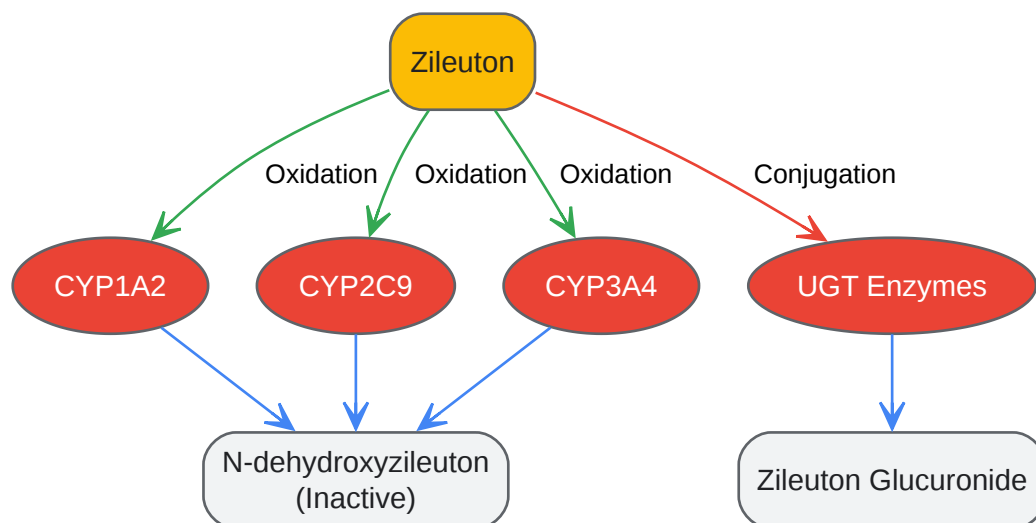 Zileuton
Oxidation
Oxidation
Oxidation
Conjugation
CYP1A2
CYP2C9
CYP3A4
UGT Enzymes
N-dehydroxyzileuton
(Inactive)
Zileuton Glucuronide